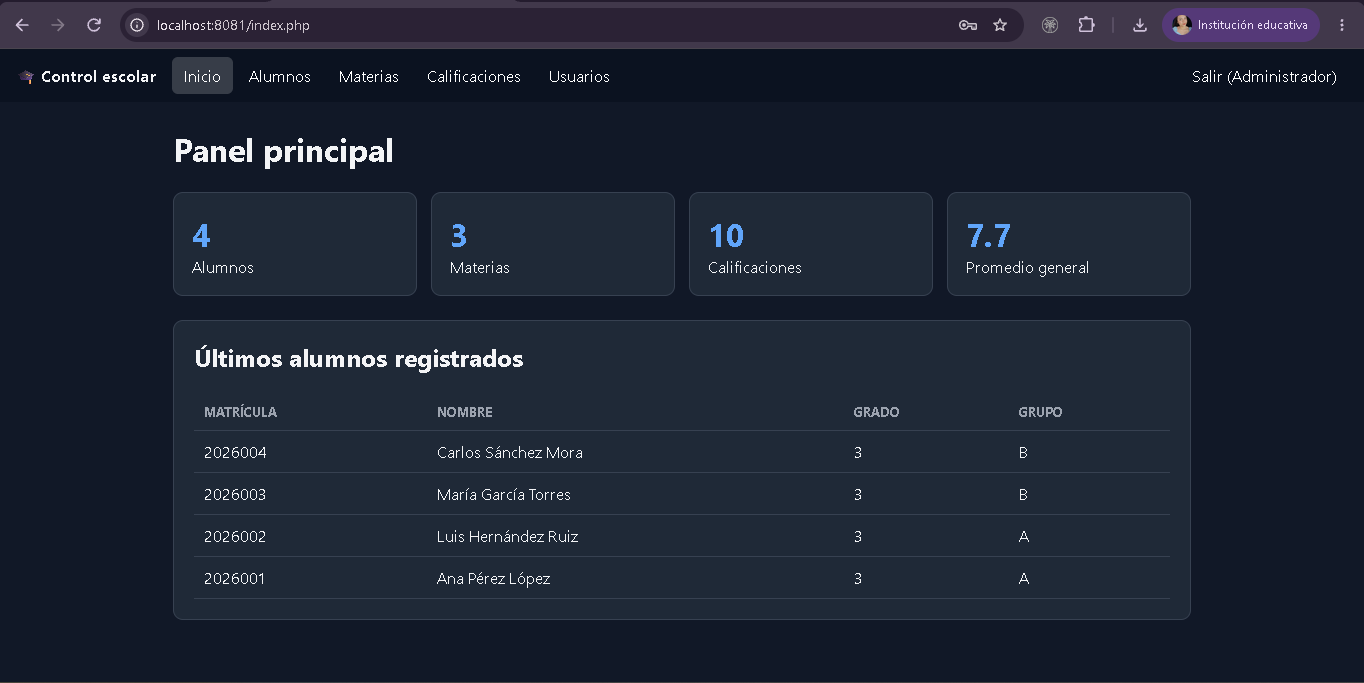 localhost:8081/index.php
Institución educativa
Control escolar Inicio Alumnos Materias Calificaciones Usuarios Salir (Administrador)
Panel principal
4 3 10 7.7
Alumnos Materias Calificaciones Promedio general
Últimos alumnos registrados
MATRÍCULA NOMBRE GRADO GRUPO
2026004 Carlos Sánchez Mora 3 B
2026003 María García Torres 3 B
2026002 Luis Hernández Ruiz 3 A
2026001 Ana Pérez López 3 A